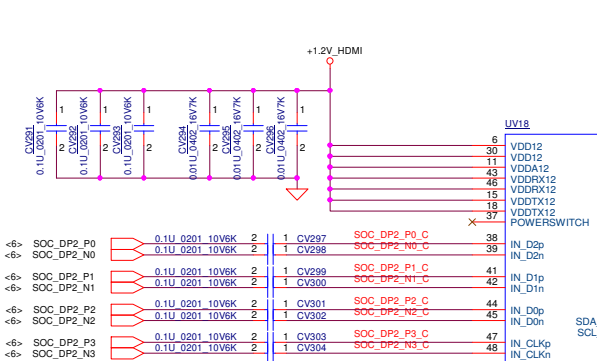 +1.2V_HDMI
CV291
0.1U_0201_10V6K
1
2
CV292
0.1U_0201_10V6K
1
2
CV293
0.1U_0201_10V6K
1
2
CV294
0.01U_0402_16V7K
1
2
CV295
0.01U_0402_16V7K
1
2
CV296
0.01U_0402_16V7K
1
2
UV18
6 VDD12
30 VDD12
11 VDDA12
43 VDDRX12
46 VDDRX12
15 VDDTX12
18 VDDTX12
37 POWERSWITCH
<6> SOC_DP2_P0 0.1U_0201_10V6K 2 1 CV297 SOC_DP2_P0_C 38 IN_D2p
<6> SOC_DP2_N0 0.1U_0201_10V6K 2 1 CV298 SOC_DP2_N0_C 39 IN_D2n
<6> SOC_DP2_P1 0.1U_0201_10V6K 2 1 CV299 SOC_DP2_P1_C 41 IN_D1p
<6> SOC_DP2_N1 0.1U_0201_10V6K 2 1 CV300 SOC_DP2_N1_C 42 IN_D1n
<6> SOC_DP2_P2 0.1U_0201_10V6K 2 1 CV301 SOC_DP2_P2_C 44 IN_D0p
<6> SOC_DP2_N2 0.1U_0201_10V6K 2 1 CV302 SOC_DP2_N2_C 45 IN_D0n SDA_
SCL_
<6> SOC_DP2_P3 0.1U_0201_10V6K 2 1 CV303 SOC_DP2_P3_C 47 IN_CLKp
<6> SOC_DP2_N3 0.1U_0201_10V6K 2 1 CV304 SOC_DP2_N3_C 48 IN_CLKn